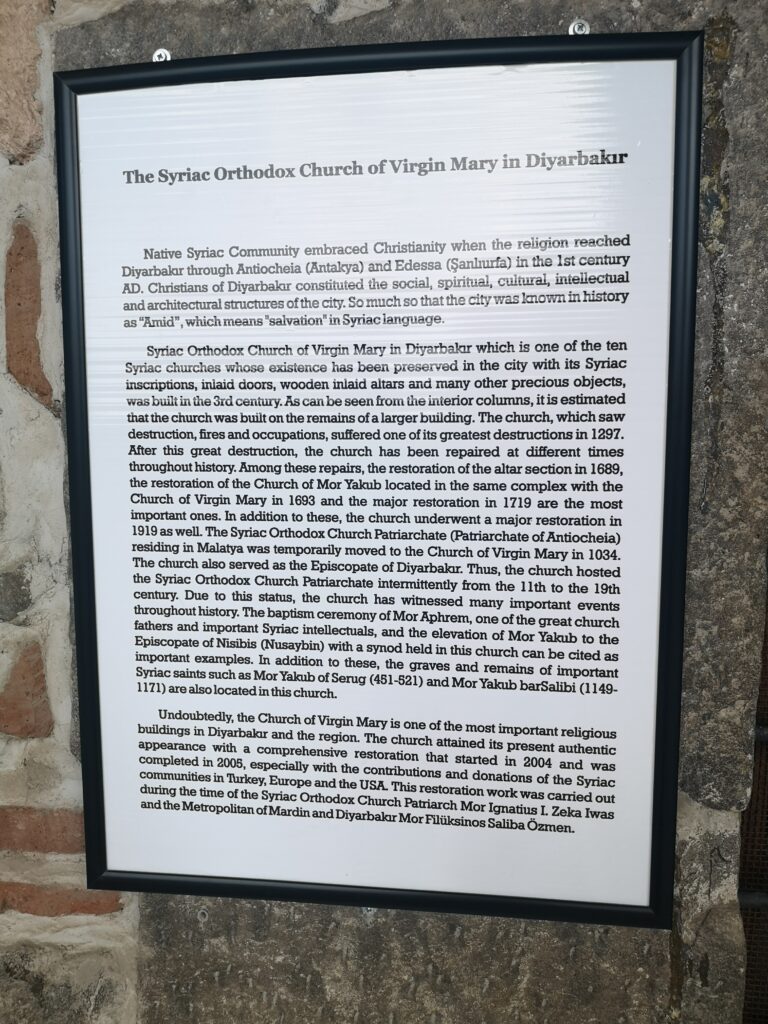 The Syriac Orthodox Church of Virgin Mary in Diyarbakır
Native Syriac Community embraced Christianity when the religion reached
Diyarbakır through Antiocheia (Antakya) and Edessa (Şanlıurfa) in the 1st century
AD. Christians of Diyarbakır constituted the social, spiritual, cultural, intellectual
and architectural structures of the city. So much so that the city was known in history
as "Amid", which means "salvation" in Syriac language.
Syriac Orthodox Church of Virgin Mary in Diyarbakır which is one of the ten
Syriac churches whose existence has been preserved in the city with its Syriac
inscriptions, inlaid doors, wooden inlaid altars and many other precious objects,
was built in the 3rd century. As can be seen from the interior columns, it is estimated
that the church was built on the remains of a larger building. The church, which saw
destruction, fires and occupations, suffered one of its greatest destructions in 1297.
After this great destruction, the church has been repaired at different times
throughout history. Among these repairs, the restoration of the altar section in 1689,
the restoration of the Church of Mor Yakub located in the same complex with the
Church of Virgin Mary in 1693 and the major restoration in 1719 are the most
important ones. In addition to these, the church underwent a major restoration in
1919 as well. The Syriac Orthodox Church Patriarchate (Patriarchate of Antiocheia)
residing in Malatya was temporarily moved to the Church of Virgin Mary in 1034.
The church also served as the Episcopate of Diyarbakır. Thus, the church hosted
the Syriac Orthodox Church Patriarchate intermittently from the 11th to the 19th
century. Due to this status, the church has witnessed many important events
throughout history. The baptism ceremony of Mor Aphrem, one of the great church
fathers and important Syriac intellectuals, and the elevation of Mor Yakub to the
Episcopate of Nisibis (Nusaybin) with a synod held in this church can be cited as
important examples. In addition to these, the graves and remains of important
Syriac saints such as Mor Yakub of Serug (451-521) and Mor Yakub barSalibi (1149-
1171) are also located in this church.
Undoubtedly, the Church of Virgin Mary is one of the most important religious
buildings in Diyarbakır and the region. The church attained its present authentic
appearance with a comprehensive restoration that started in 2004 and was
completed in 2005, especially with the contributions and donations of the Syriac
communities in Turkey, Europe and the USA. This restoration work was carried out
during the time of the Syriac Orthodox Church Patriarch Mor Ignatius I. Zeka Iwas
and the Metropolitan of Mardin and Diyarbakır Mor Filüksinos Saliba Özmen.